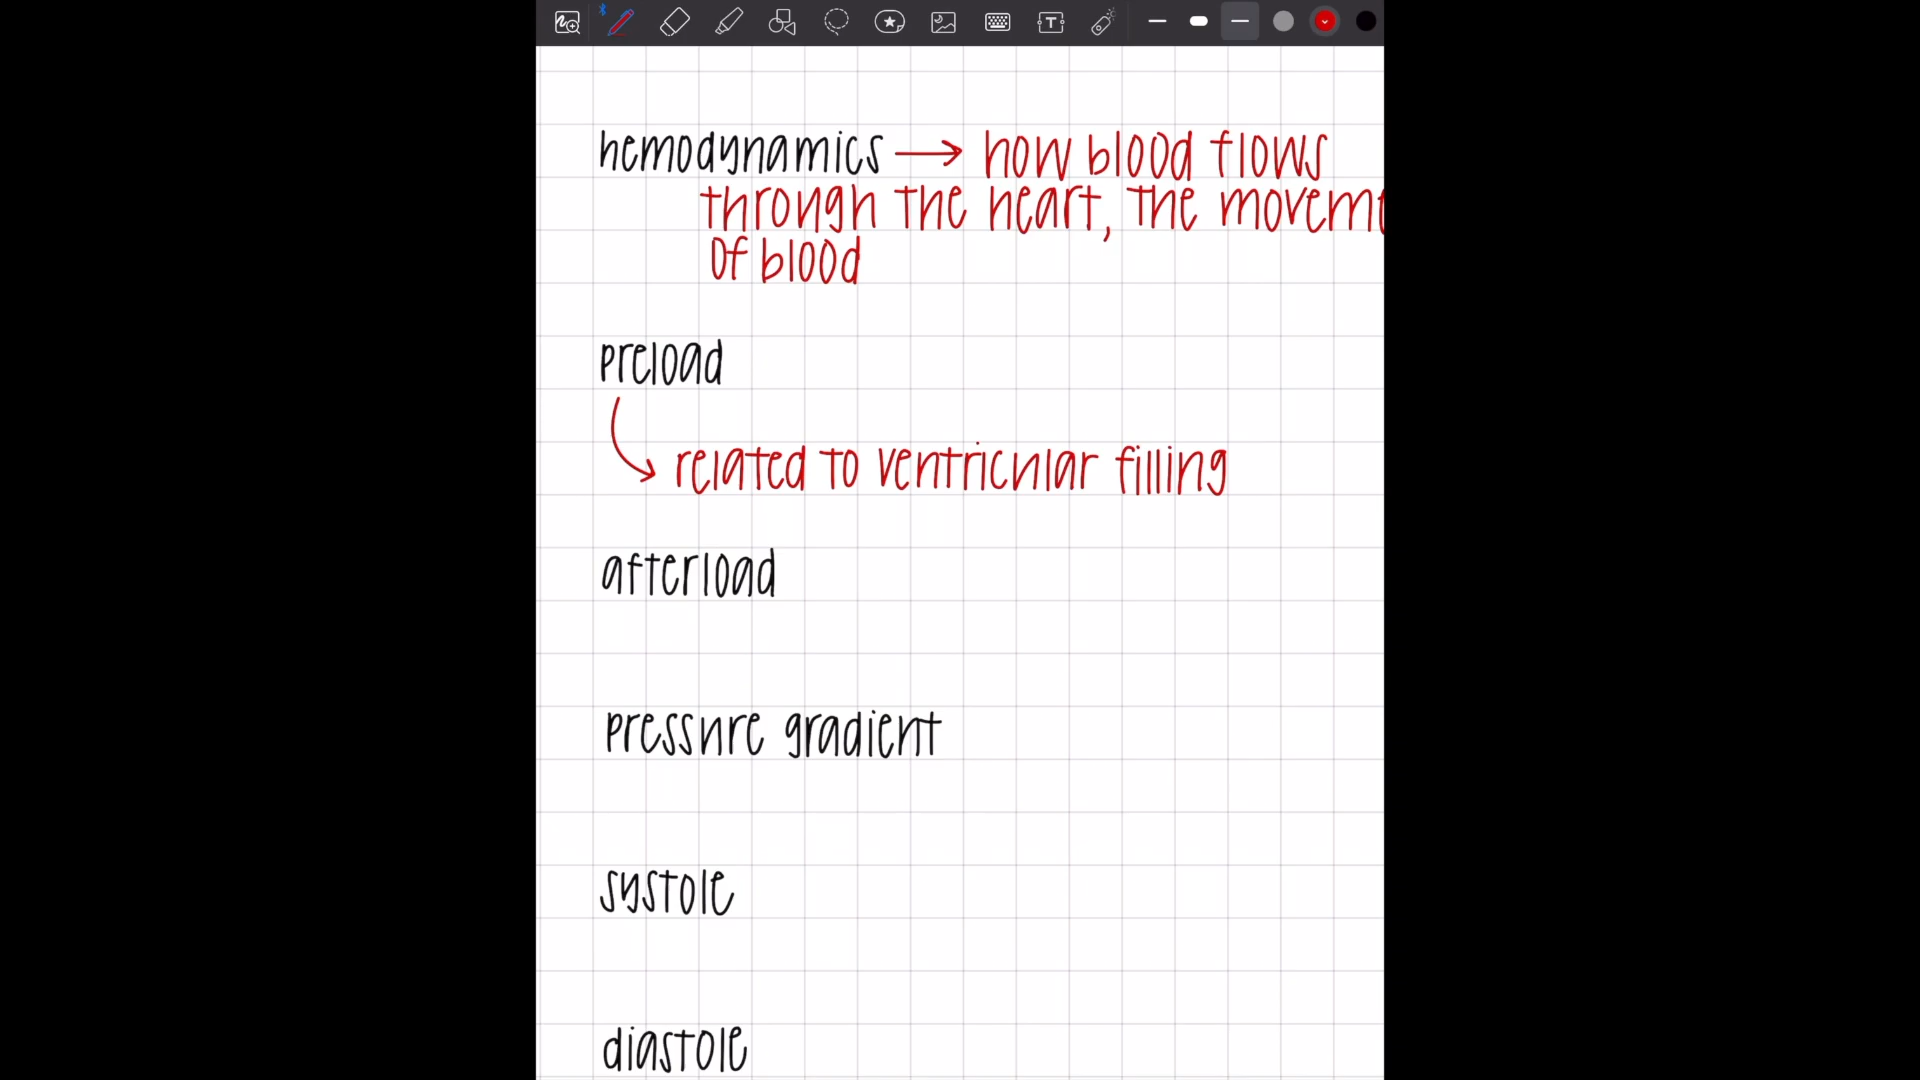 hemodynamics → how blood flows
through the heart, the movem
of blood
preload
related to ventricular filling
afterload
pressure gradient
systole
diastole